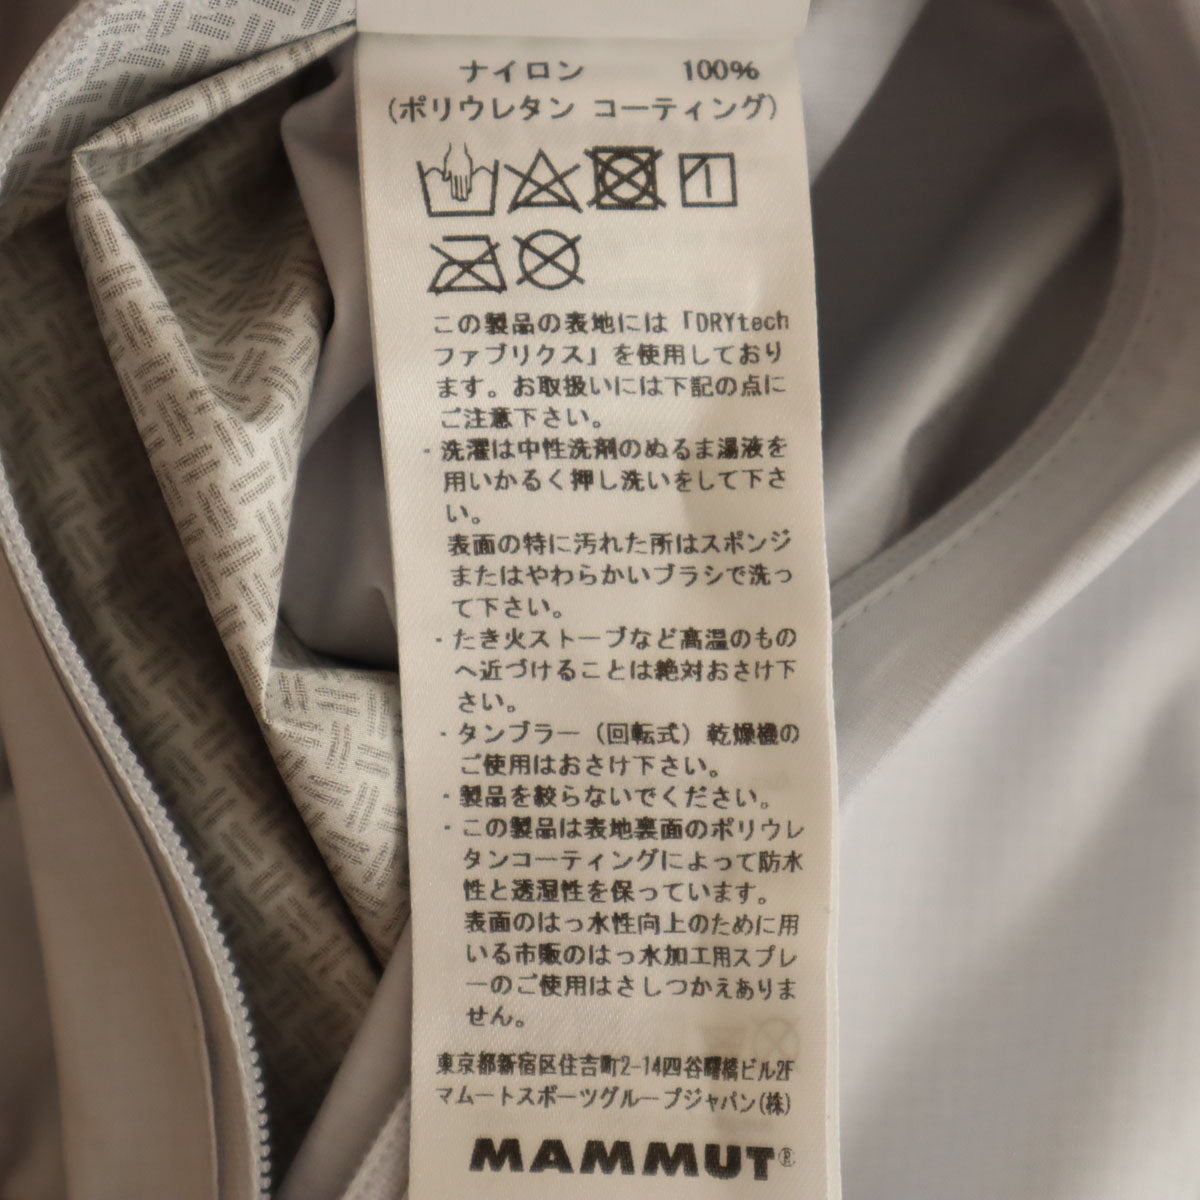 ナイロン 100%
(ポリウレタン コーティング)
この製品の表地には「DRYtech
ファブリクス」を使用しており
ます。お取扱いには下記の点に
ご注意下さい。
・洗濯は中性洗剤のぬるま湯液を
用いかるく押し洗いをして下さ
い。
表面の特に汚れた所はスポンジ
またはやわらかいブラシで洗っ
て下さい。
・たき火ストーブなど高温のもの
へ近づけることは絶対おさけ下
さい。
・タンブラー(回転式)乾燥機の
ご使用はおさけ下さい。
・製品を絞らないでください。
・この製品は表地裏面のポリウレ
タンコーティングによって防水
性と透湿性を保っています。
表面のはっ水性向上のために用
いる市販のはっ水加工用スプレ
ーのご使用はさしつかえありま
せん。
東京都新宿区住吉町2-14四谷曙橋ビル2F
マムートスポーツグループジャパン(株)
MAMMUT®